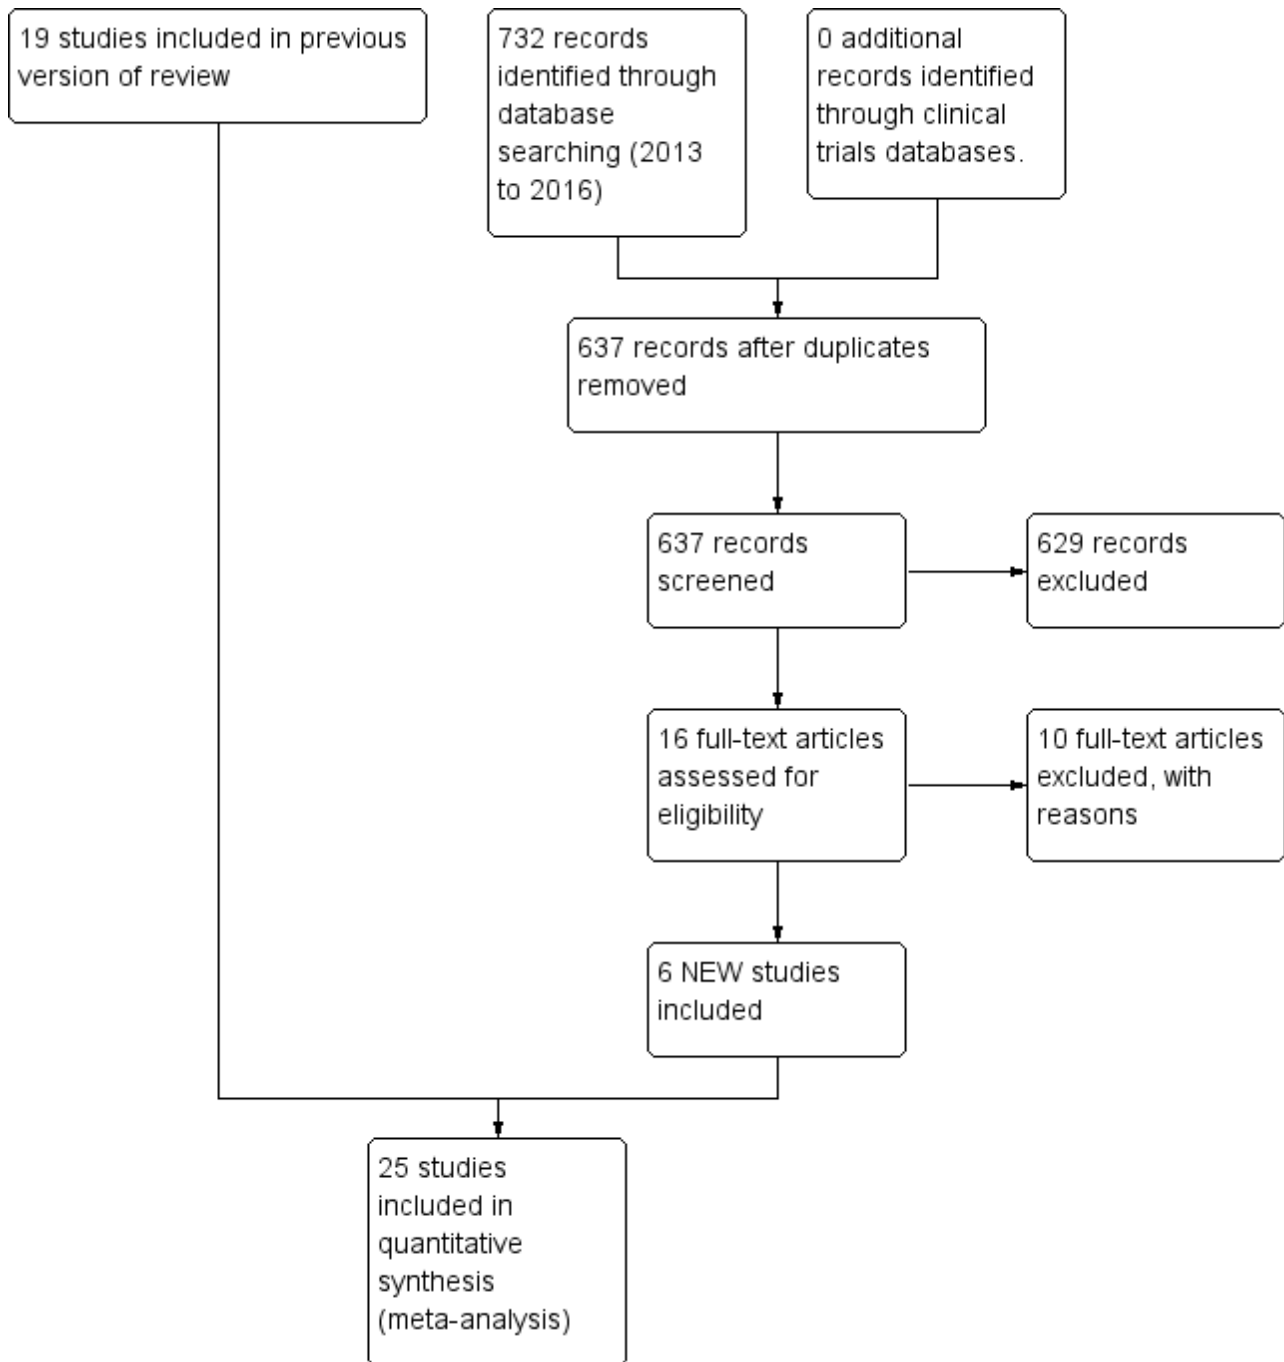 19 studies included in previous
version of review
732 records
identified through
database
searching (2013
to 2016)
0 additional
records identified
through clinical
trials databases.
637 records after duplicates
removed
637 records
screened
629 records
excluded
16 full-text articles
assessed for
eligibility
10 full-text articles
excluded, with
reasons
6 NEW studies
included
25 studies
included in
quantitative
synthesis
(meta-analysis)